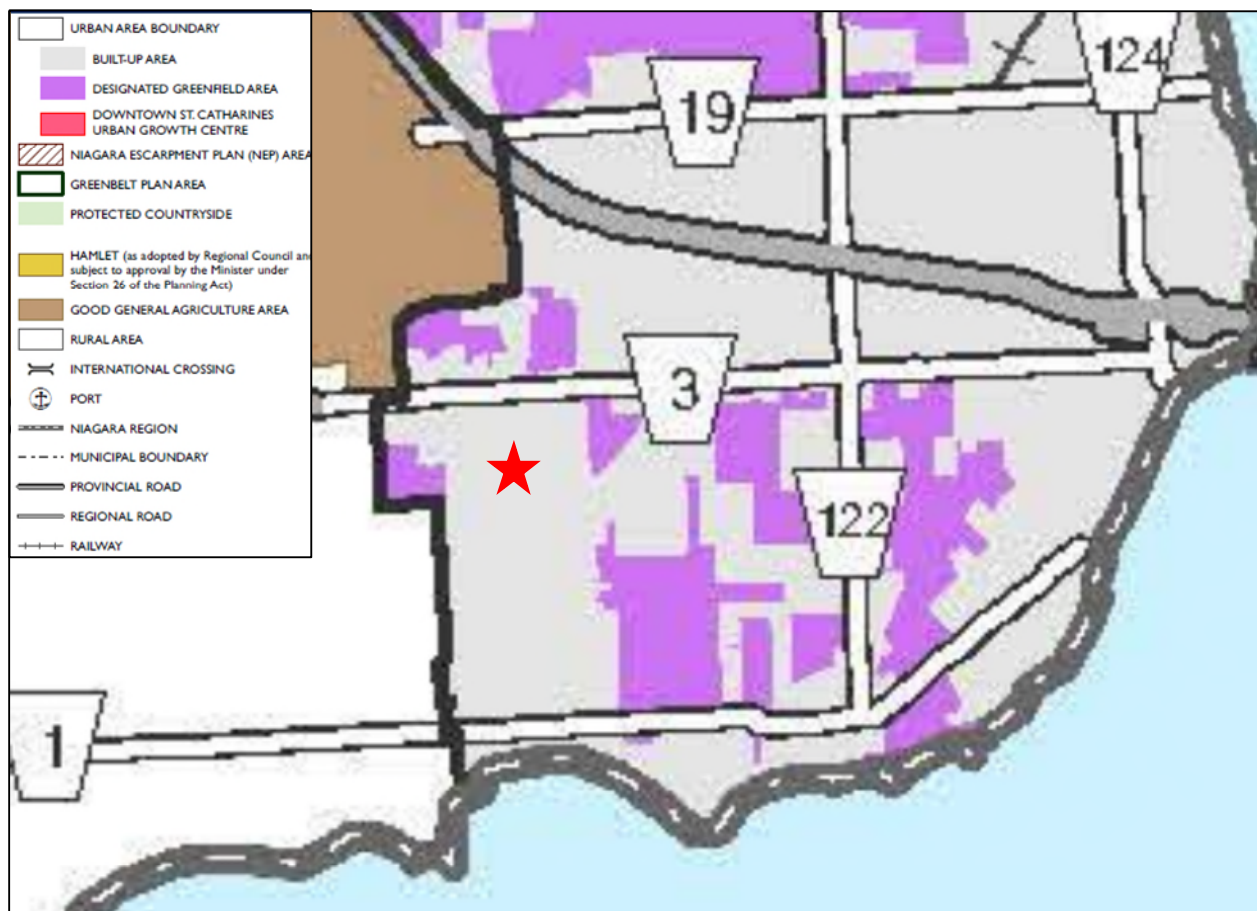 URBAN AREA BOUNDARY
BUILT-UP AREA
DESIGNATED GREENFIELD AREA
DOWNTOWN ST. CATHARINES
URBAN GROWTH CENTRE
NIAGARA ESCARPMENT PLAN (NEP) AREA
GREENBELT PLAN AREA
PROTECTED COUNTRYSIDE
HAMLET (as adopted by Regional Council and
subject to approval by the Minister under
Section 26 of the Planning Act)
GOOD GENERAL AGRICULTURE AREA
RURAL AREA
INTERNATIONAL CROSSING
PORT
NIAGARA REGION
MUNICIPAL BOUNDARY
PROVINCIAL ROAD
REGIONAL ROAD
RAILWAY
124
19
3
122
1